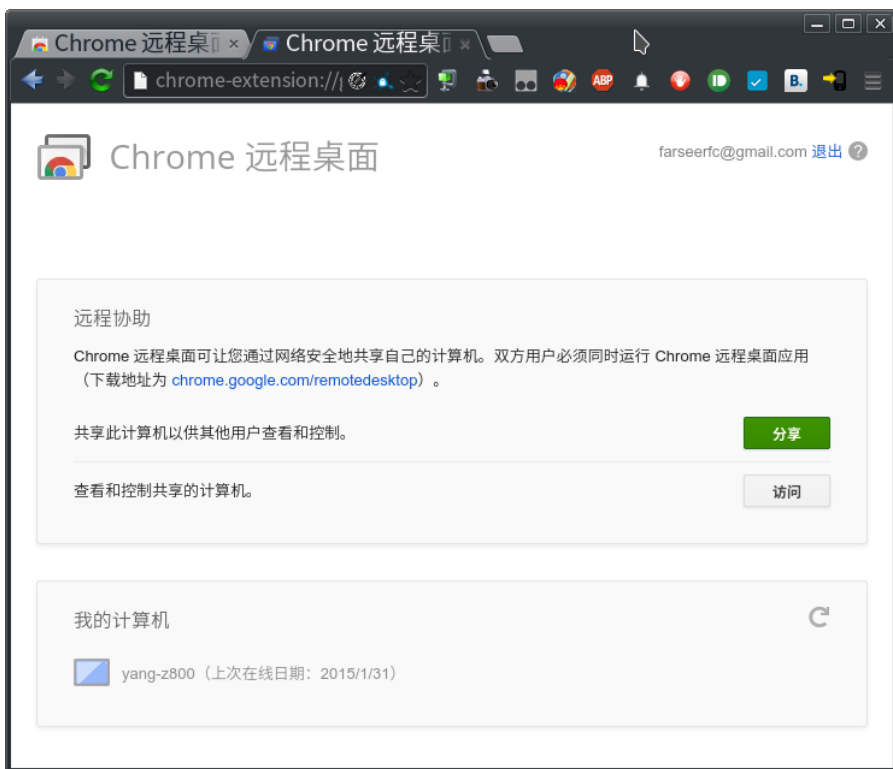 Chrome 远程桌面 × Chrome 远程桌面 ×
chrome-extension://
ABP
B.
Chrome 远程桌面
farseerfc@gmail.com 退出 ?
远程协助
Chrome 远程桌面可让您通过网络安全地共享自己的计算机。双方用户必须同时运行 Chrome 远程桌面应用
（下载地址为 chrome.google.com/remotedesktop）。
共享此计算机以供其他用户查看和控制。 分享
查看和控制共享的计算机。 访问
我的计算机
yang-z800（上次在线日期：2015/1/31）